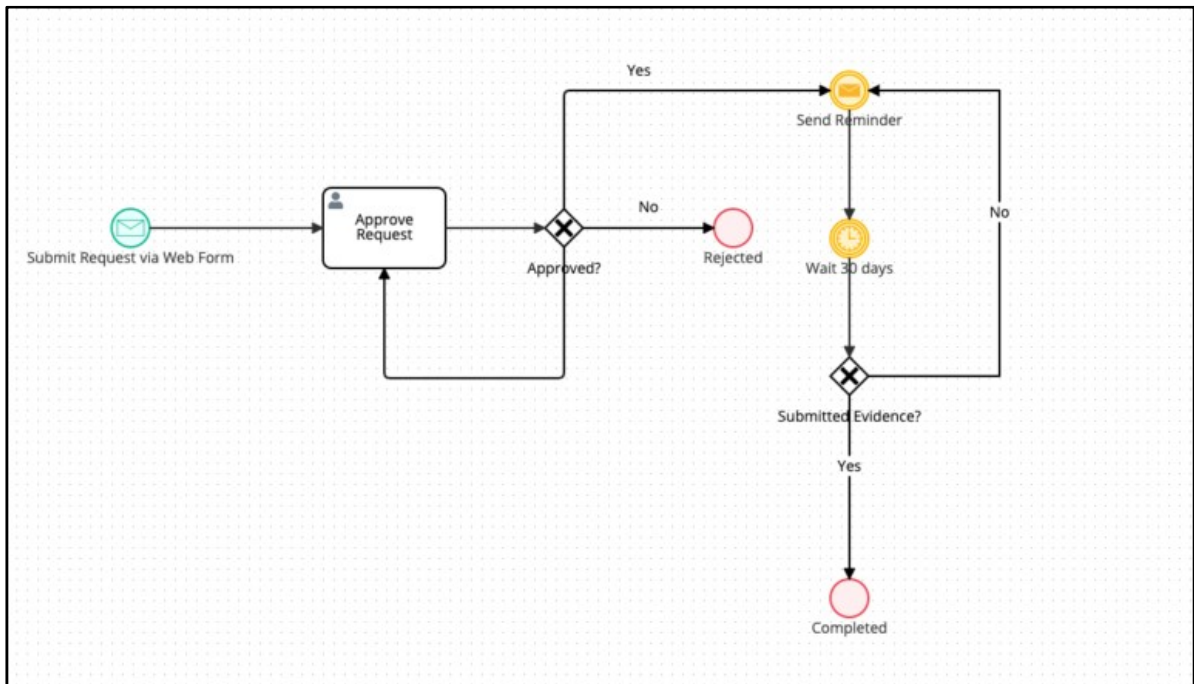 Yes
Send Reminder
Approve
Request
No
No
Submit Request via Web Form
Approved?
Rejected
Wait 30 days
Submitted Evidence?
Yes
Completed